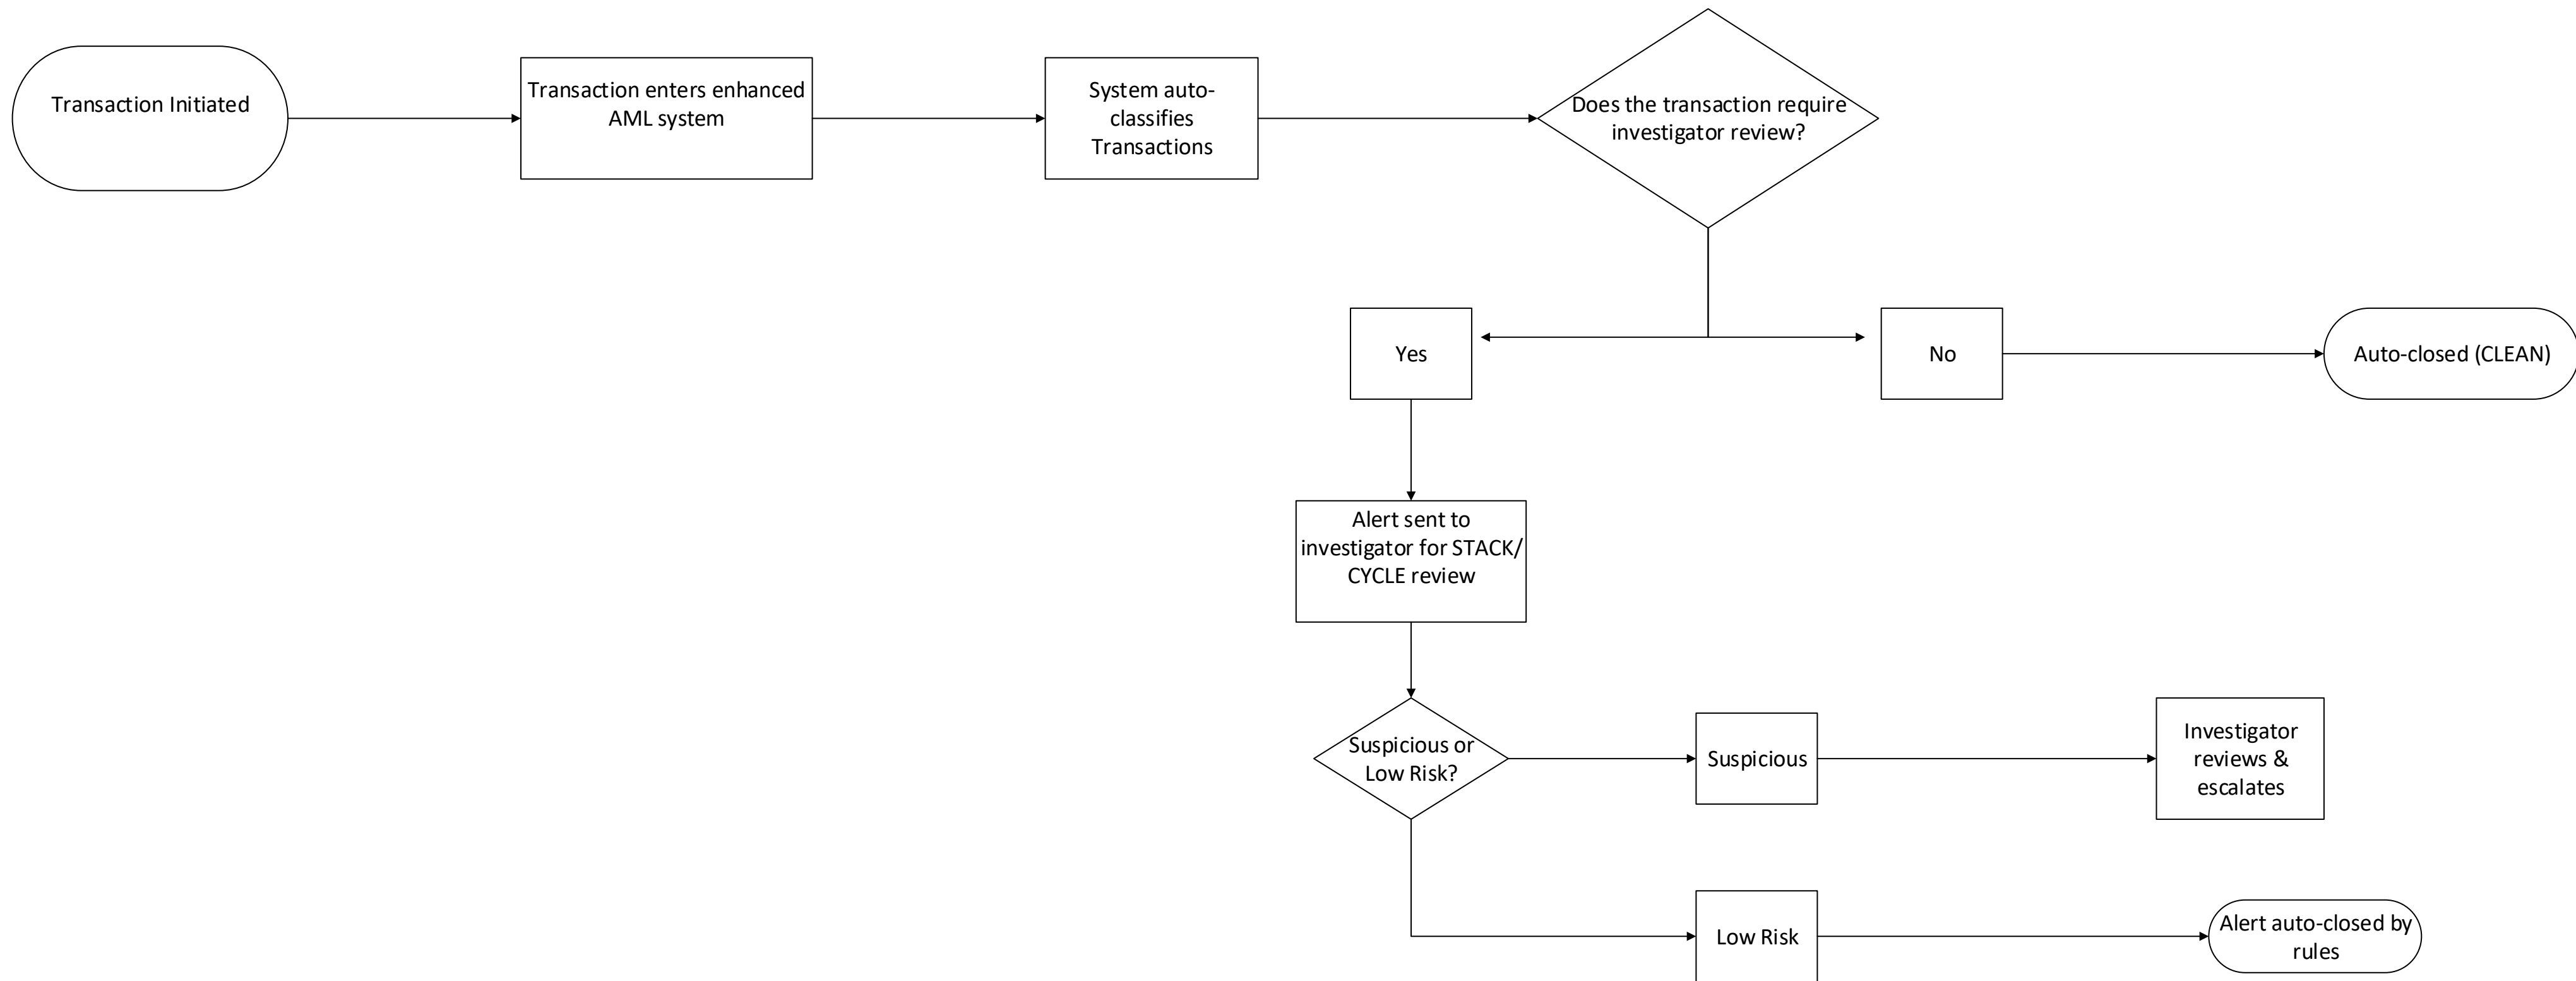 Transaction Initiated
Transaction enters enhanced
AML system
System auto-
classifies
Transactions
Does the transaction require
investigator review?
Yes
No
Auto-closed (CLEAN)
Alert sent to
investigator for STACK/
CYCLE review
Suspicious or
Low Risk?
Suspicious
Investigator
reviews &
escalates
Low Risk
Alert auto-closed by
rules